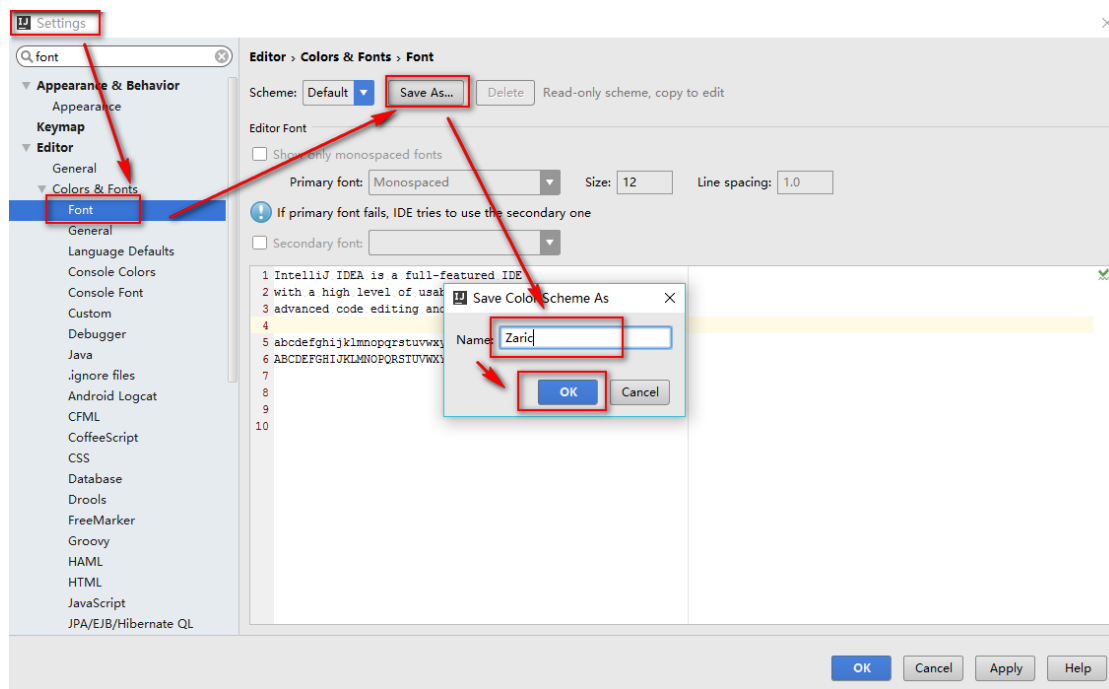 Settings
font
Appearance & Behavior
Appearance
Keymap
Editor
General
Colors & Fonts
Font
General
Language Defaults
Console Colors
Console Font
Custom
Debugger
Java
.ignore files
Android Logcat
CFML
CoffeeScript
CSS
Database
Drools
FreeMarker
Groovy
HAML
HTML
JavaScript
JPA/EJB/Hibernate QL
Editor › Colors & Fonts › Font
Scheme: Default Save As... Delete Read-only scheme, copy to edit
Editor Font
Show only monospaced fonts
Primary font: Monospaced Size: 12 Line spacing: 1.0
If primary font fails, IDE tries to use the secondary one
Secondary font:
1 IntelliJ IDEA is a full-featured IDE
2 with a high level of usab
3 advanced code editing and
4
5 abcdefghijklmnopqrstuvwxy
6 ABCDEFGHIJKLMNOPQRSTUVWXY
7
8
9
10
Save Color Scheme As
Name: Zaric
OK Cancel
OK Cancel Apply Help